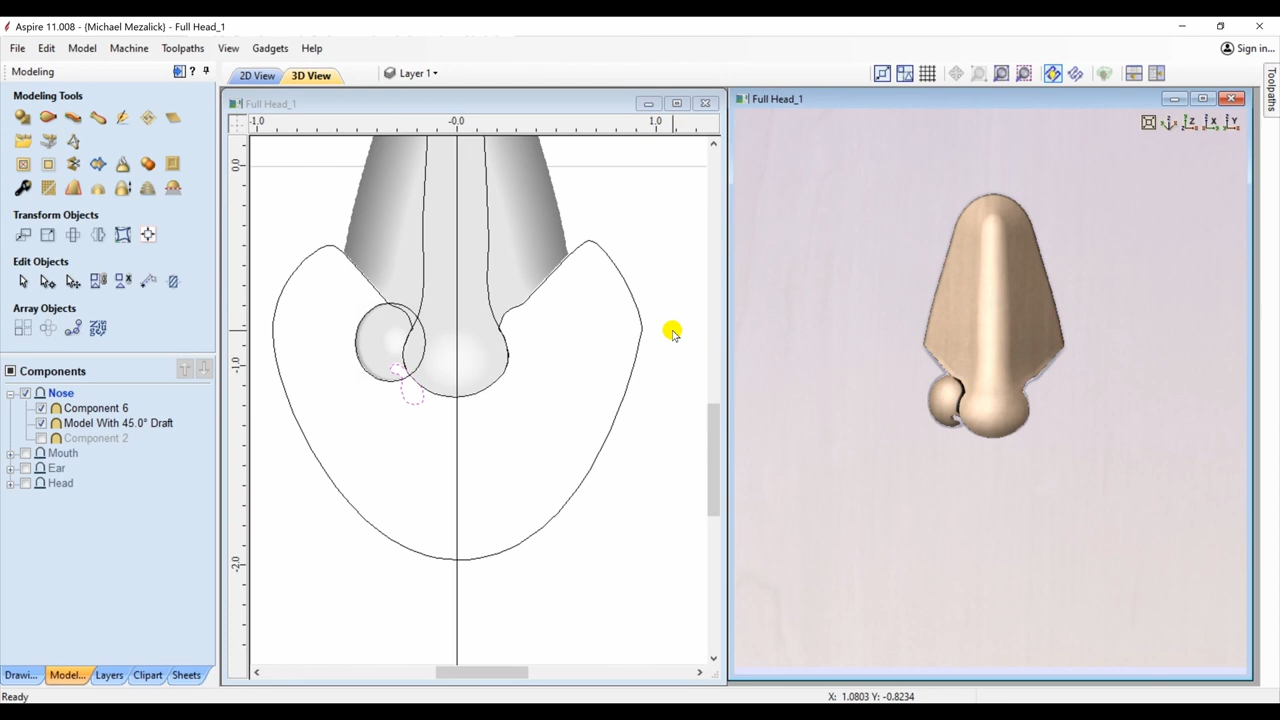 Aspire 11.008 - {Michael Mezalick} - Full Head_1
File Edit Model Machine Toolpaths View Gadgets Help
Sign in...
Modeling
2D View 3D View Layer 1
Toolpaths
Modeling Tools
Full Head_1
Full Head_1
-1.0 -0.0 1.0
0.0
-1.0
-2.0
Z X Y
Transform Objects
Edit Objects
Array Objects
Components
Nose
Component 6
Model With 45.0° Draft
Component 2
Mouth
Ear
Head
Drawi... Model... Layers Clipart Sheets
Ready
X: 1.0803 Y: -0.8234